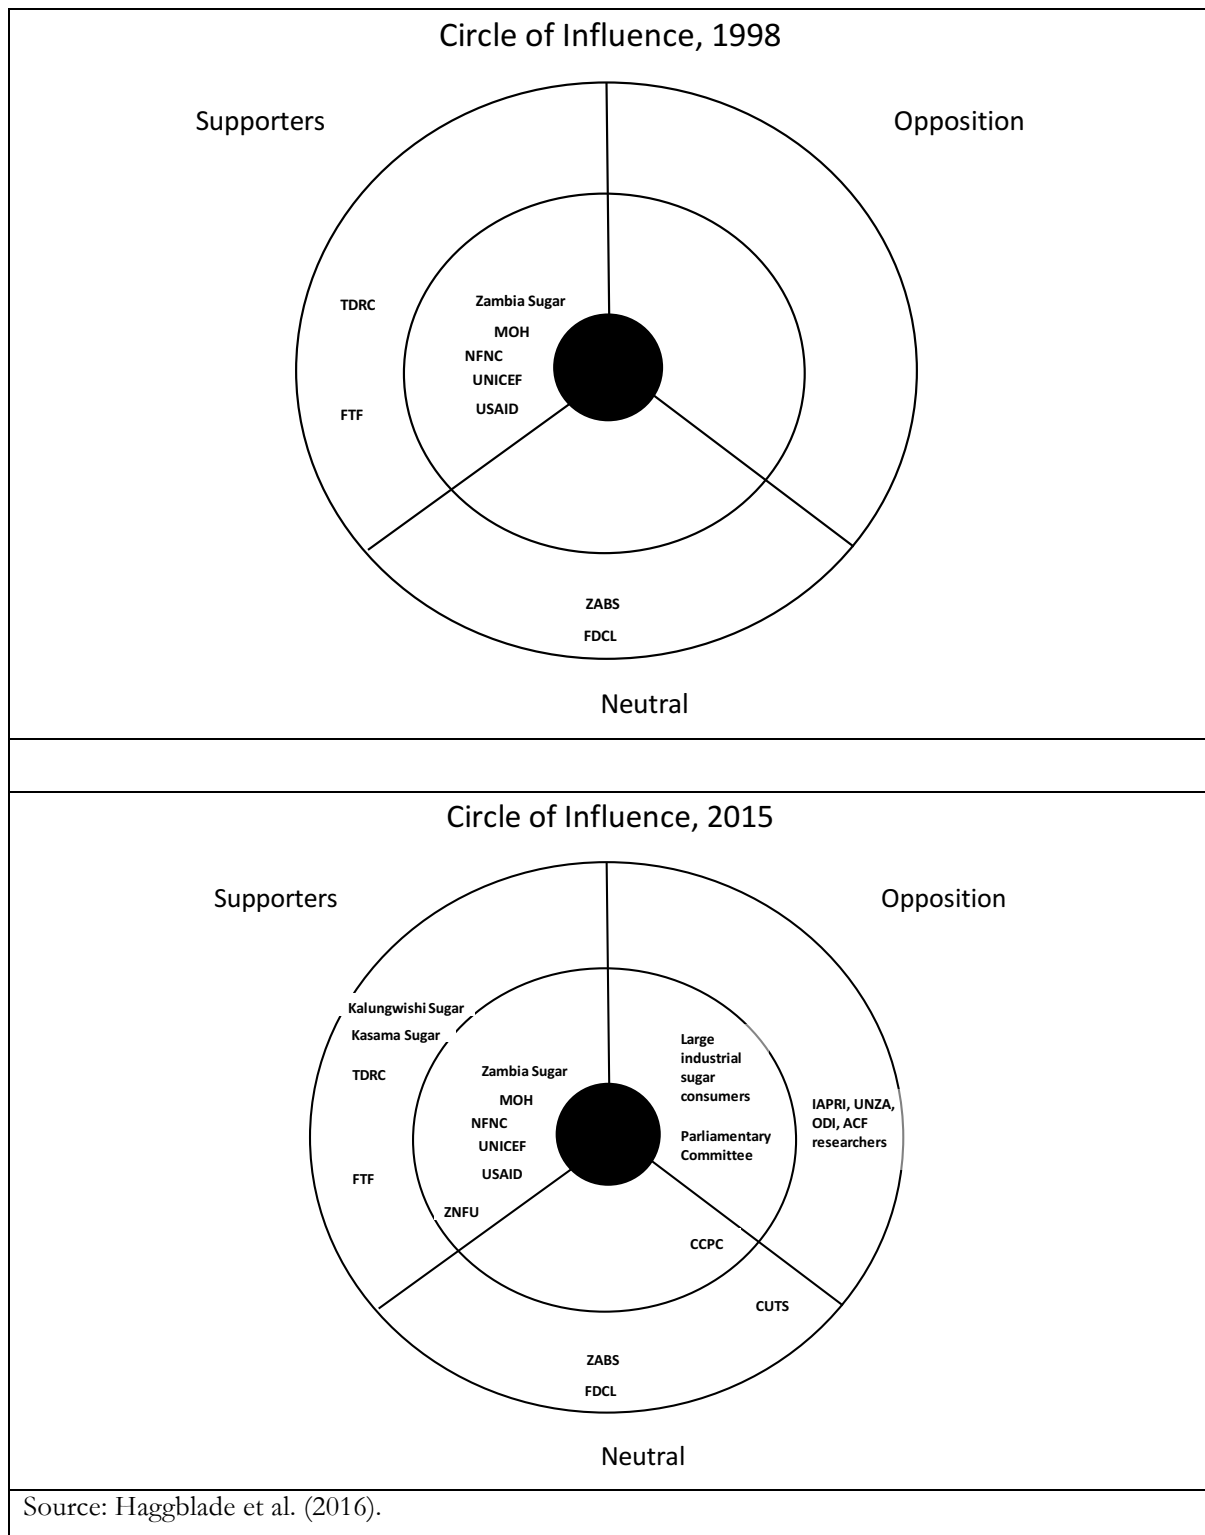 Circle of Influence, 1998
Supporters
Opposition
TDRC
Zambia Sugar
MOH
NFNC
UNICEF
USAID
FTF
ZABS
FDCL
Neutral
Circle of Influence, 2015
Supporters
Opposition
Kalungwishi Sugar
Kasama Sugar
TDRC
FTF
Zambia Sugar
MOH
NFNC
UNICEF
USAID
ZNFU
Large
industrial
sugar
consumers
Parliamentary
Committee
IAPRI, UNZA,
ODI, ACF
researchers
CCPC
CUTS
ZABS
FDCL
Neutral
Source: Haggblade et al. (2016).